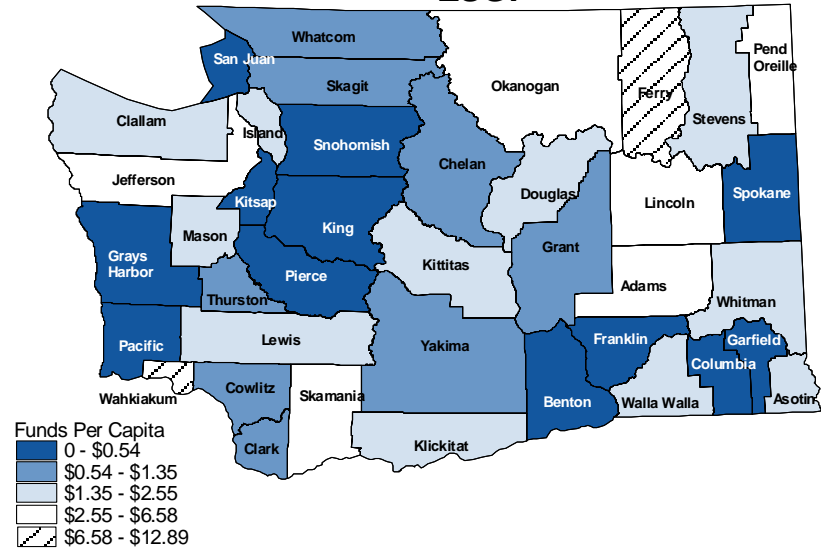 Whatcom
San Juan
Skagit
Okanogan
Ferry
Pend
Oreille
Stevens
Clallam
Island
Snohomish
Chelan
Jefferson
Kitsap
Douglas
Lincoln
Spokane
Mason
King
Grays
Harbor
Kittitas
Grant
Pierce
Adams
Thurston
Whitman
Pacific
Lewis
Yakima
Franklin
Garfield
Columbia
Wahkiakum
Cowlitz
Skamania
Benton
Walla Walla
Asotin
Clark
Klickitat
Funds Per Capita
0 - $0.54
$0.54 - $1.35
$1.35 - $2.55
$2.55 - $6.58
$6.58 - $12.89